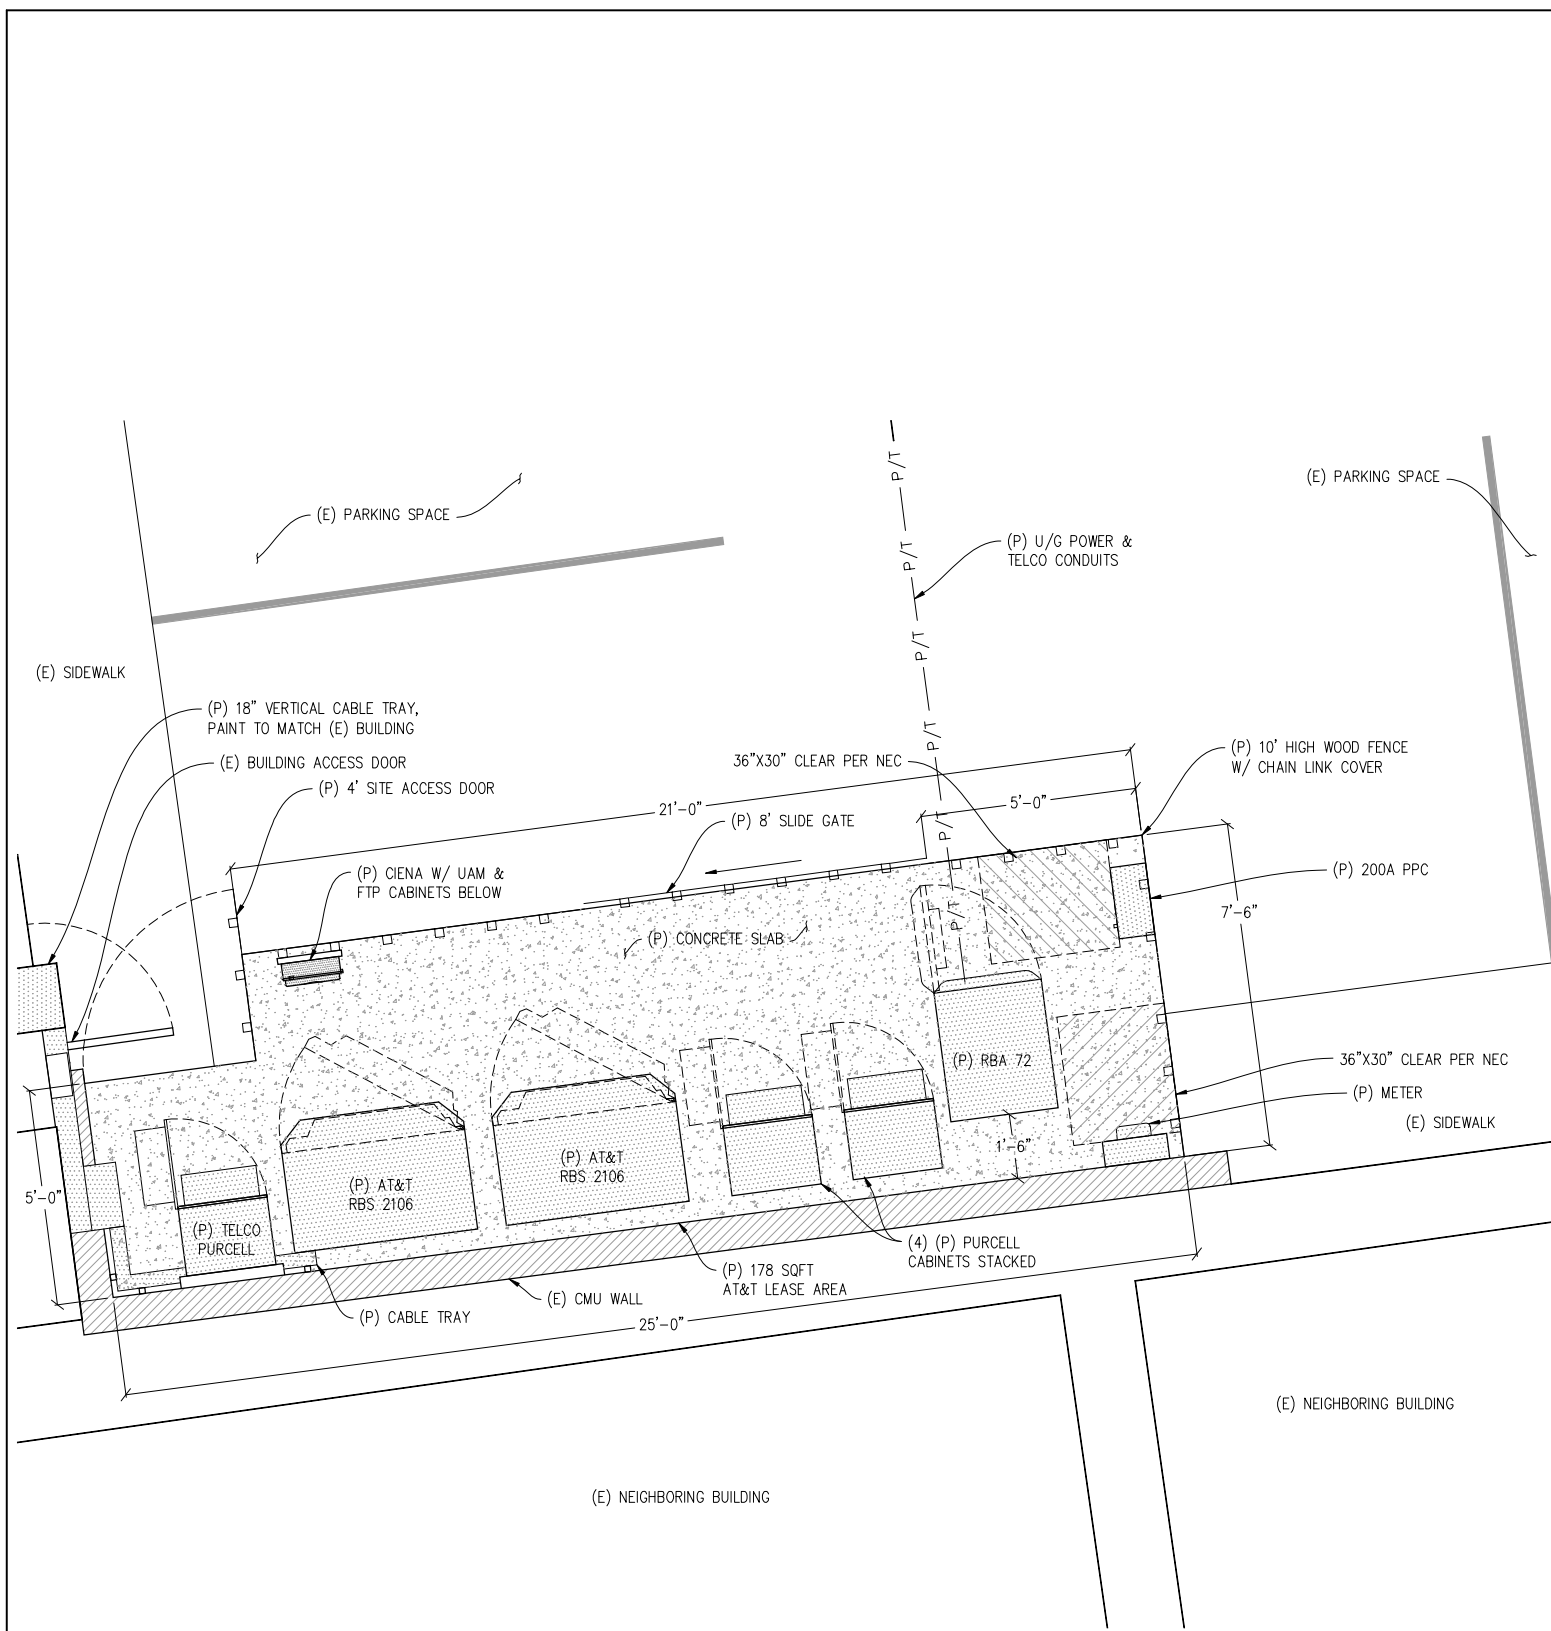 (E) PARKING SPACE
(E) PARKING SPACE
P/T
P/T
P/T
P/T
P/T
P/T
(P) U/G POWER &
TELCO CONDUITS
(E) SIDEWALK
(P) 18" VERTICAL CABLE TRAY,
PAINT TO MATCH (E) BUILDING
(E) BUILDING ACCESS DOOR
(P) 4' SITE ACCESS DOOR
36"X30" CLEAR PER NEC
(P) 10' HIGH WOOD FENCE
W/ CHAIN LINK COVER
21'-0"
5'-0"
(P) 8' SLIDE GATE
(P) CIENA W/ UAM &
FTP CABINETS BELOW
(P) 200A PPC
7'-6"
(P) CONCRETE SLAB
(P) RBA 72
36"X30" CLEAR PER NEC
(P) METER
(E) SIDEWALK
1'-6"
(P) AT&T
RBS 2106
(P) AT&T
RBS 2106
5'-0"
(P) TELCO
PURCELL
(4) (P) PURCELL
CABINETS STACKED
(P) 178 SQFT
AT&T LEASE AREA
(E) CMU WALL
(P) CABLE TRAY
25'-0"
(E) NEIGHBORING BUILDING
(E) NEIGHBORING BUILDING